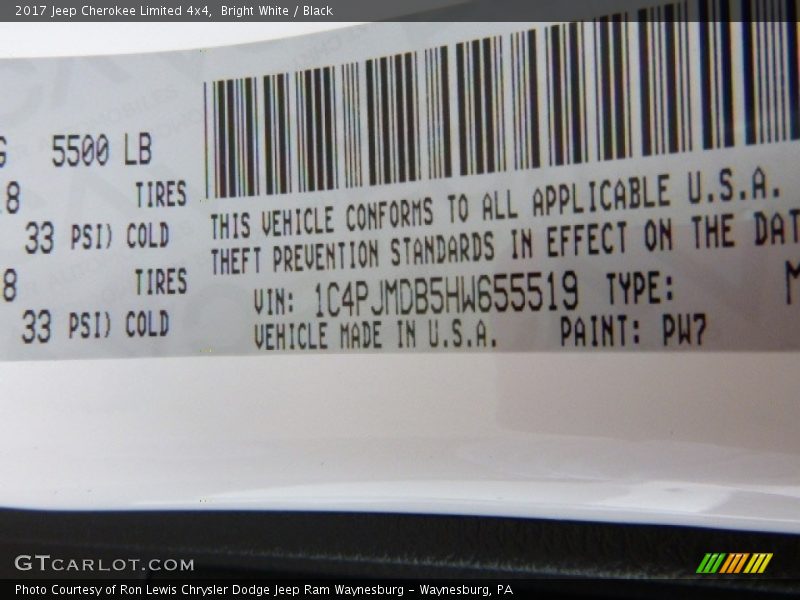 2017 Jeep Cherokee Limited 4x4,  Bright White / Black
5500 LB
TIRES
33 PSI) COLD
TIRES
33 PSI) COLD
THIS VEHICLE CONFORMS TO ALL APPLICABLE U.S.A.
THEFT PREVENTION STANDARDS IN EFFECT ON THE DAT
VIN: 1C4PJMDB5HW655519 TYPE: M
VEHICLE MADE IN U.S.A. PAINT: PW7
GTCARLOT.COM
Photo Courtesy of Ron Lewis Chrysler Dodge Jeep Ram Waynesburg – Waynesburg, PA